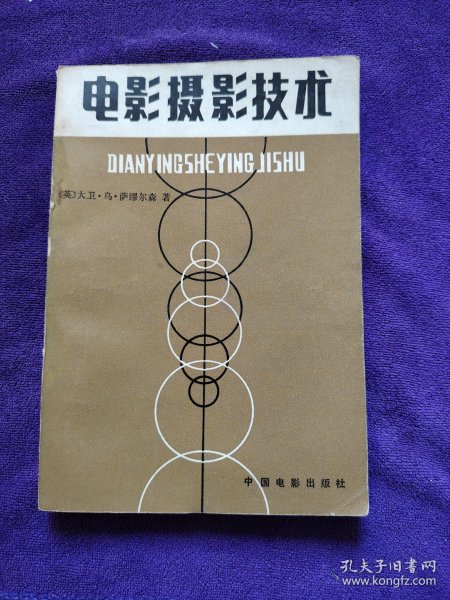 电影摄影技术
DIANYINGSHEYING JISHU
〔英〕大卫·乌·萨缪尔森 著
中国电影出版社
孔夫子旧书网
www.kongfz.com